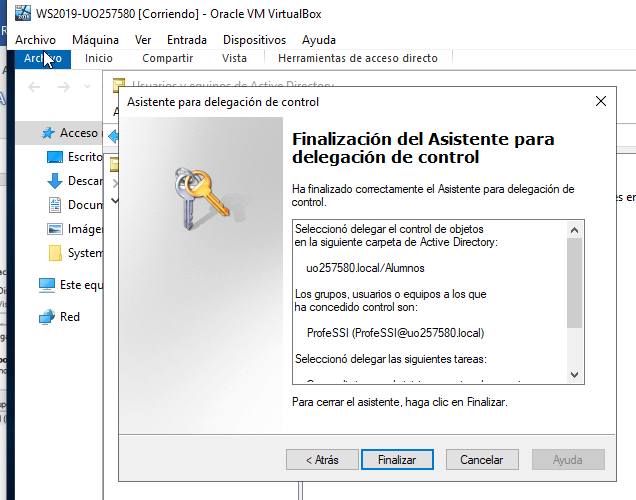 WS2019-UO257580 [Corriendo] - Oracle VM VirtualBox
Archivo Máquina Ver Entrada Dispositivos Ayuda
Archivo Inicio Compartir Vista Herramientas de acceso directo
Usuarios y equipos de Active Directory
Asistente para delegación de control
Acceso
Escrito
Descar
Docum
Imáge
System
Este equ
Red
Finalización del Asistente para
delegación de control
Ha finalizado correctamente el Asistente para delegación de
control.
Seleccionó delegar el control de objetos
en la siguiente carpeta de Active Directory:
uo257580.local/Alumnos
Los grupos, usuarios o equipos a los que
ha concedido control son:
ProfeSSI (ProfeSSI@uo257580.local)
Seleccionó delegar las siguientes tareas:
Para cerrar el asistente, haga clic en Finalizar.
< Atrás Finalizar Cancelar Ayuda